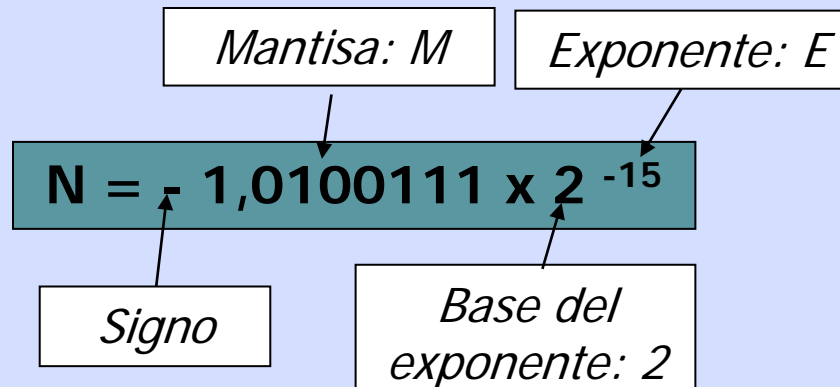 Mantisa: M
Exponente: E
N = - 1,0100111 x 2 -15
Signo
Base del
exponente: 2